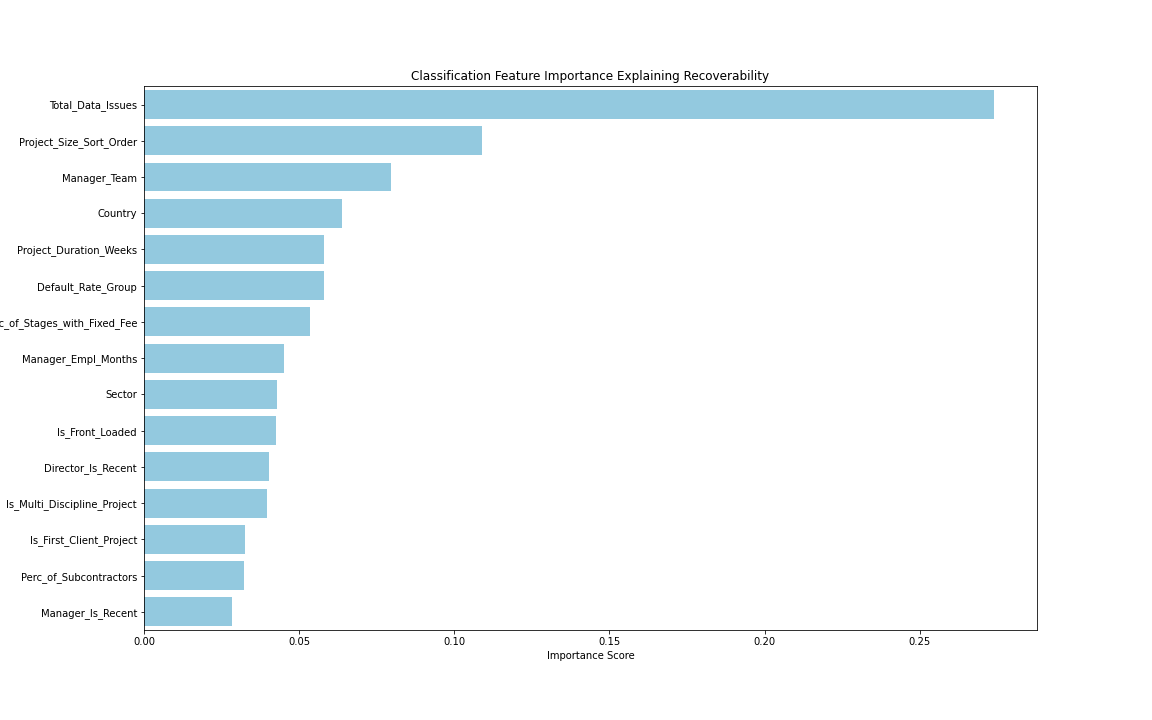 Classification Feature Importance Explaining Recoverability
Total_Data_Issues
Project_Size_Sort_Order
Manager_Team
Country
Project_Duration_Weeks
Default_Rate_Group
c_of_Stages_with_Fixed_Fee
Manager_Empl_Months
Sector
Is_Front_Loaded
Director_Is_Recent
Is_Multi_Discipline_Project
Is_First_Client_Project
Perc_of_Subcontractors
Manager_Is_Recent
0.00 0.05 0.10 0.15 0.20 0.25
Importance Score